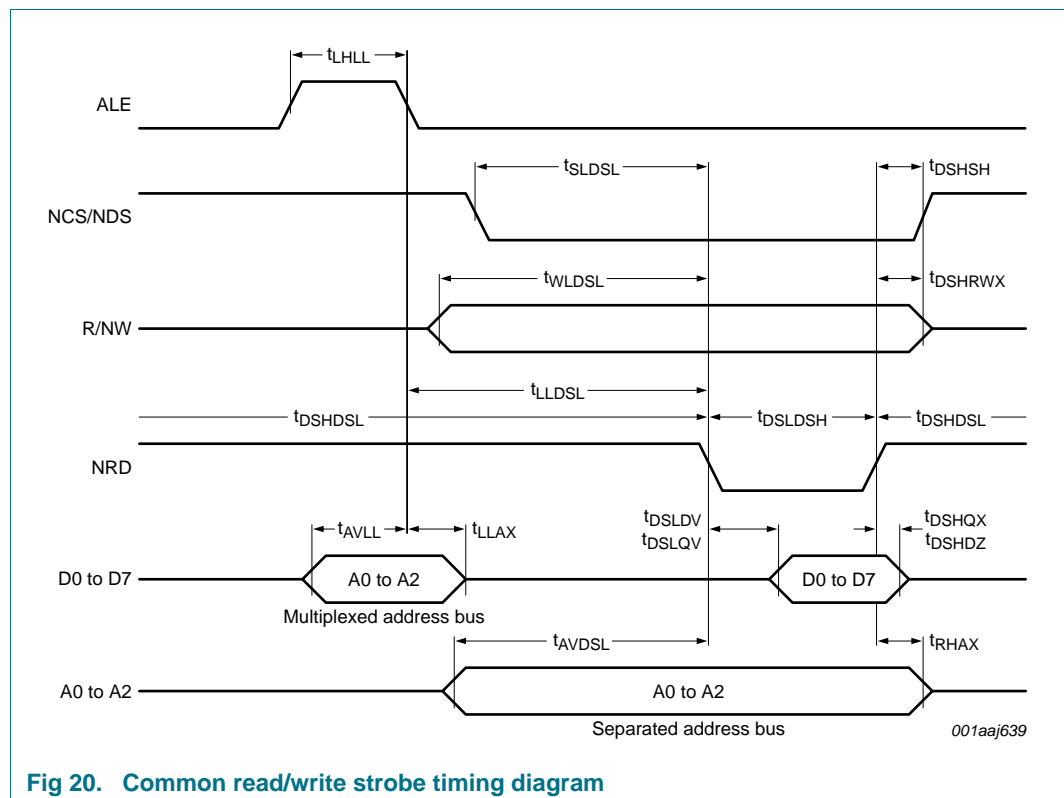 tLHLL
ALE
tSLDSL
tDSHSH
NCS/NDS
tWLDSL
tDSHRWX
R/NW
tLLDSL
tDSHDSL
tDSLDSH
tDSHDSL
NRD
tAVLL
tLLAX
tDSLDV
tDSLQV
tDSHQX
tDSHDZ
D0 to D7
A0 to A2
D0 to D7
Multiplexed address bus
tAVDSL
tRHAX
A0 to A2
A0 to A2
Separated address bus
001aaj639
Fig 20. Common read/write strobe timing diagram